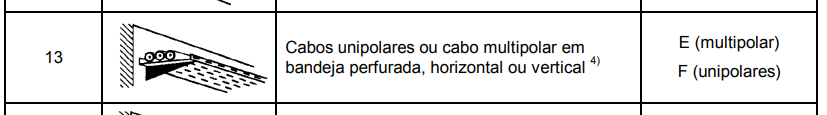 13
Cabos unipolares ou cabo multipolar em
bandeja perfurada, horizontal ou vertical 4)
E (multipolar)
F (unipolares)